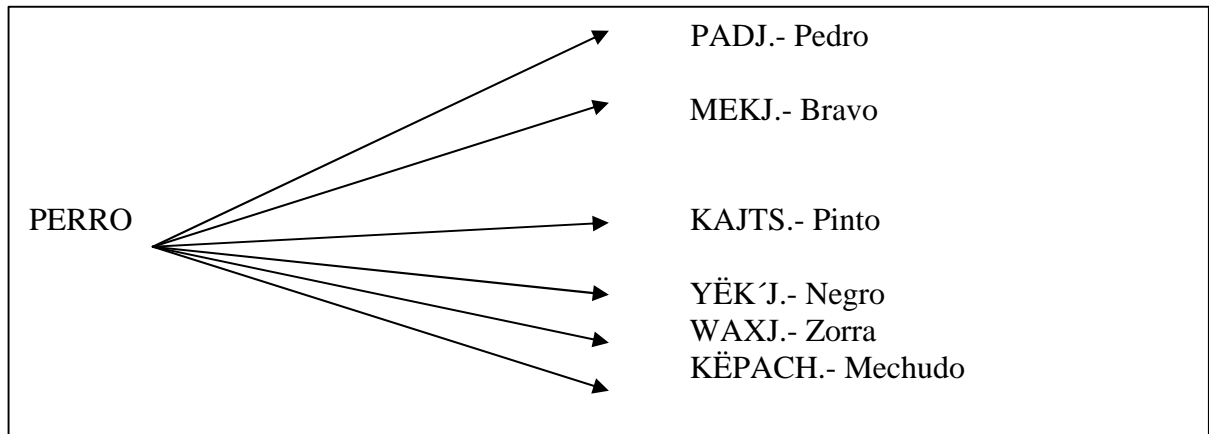 PADJ.- Pedro
MEKJ.- Bravo
PERRO
KAJTS.- Pinto
YËK´J.- Negro
WAXJ.- Zorra
KËPACH.- Mechudo